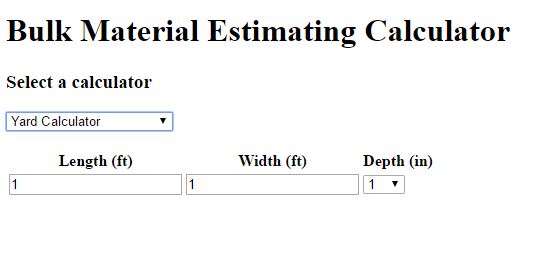 Bulk Material Estimating Calculator
Select a calculator
Yard Calculator
Length (ft) Width (ft) Depth (in)
1 1 1